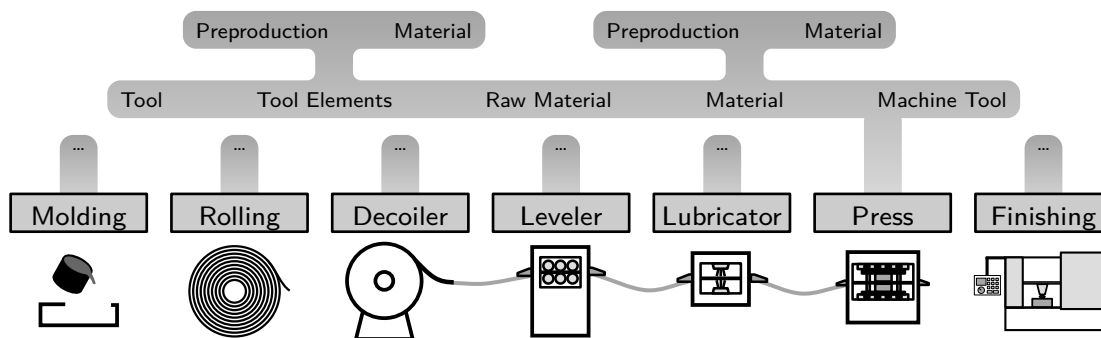 Preproduction Material Preproduction Material
Tool Tool Elements Raw Material Material Machine Tool
... ... ... ... ... ...
Molding Rolling Decoiler Leveler Lubricator Press Finishing